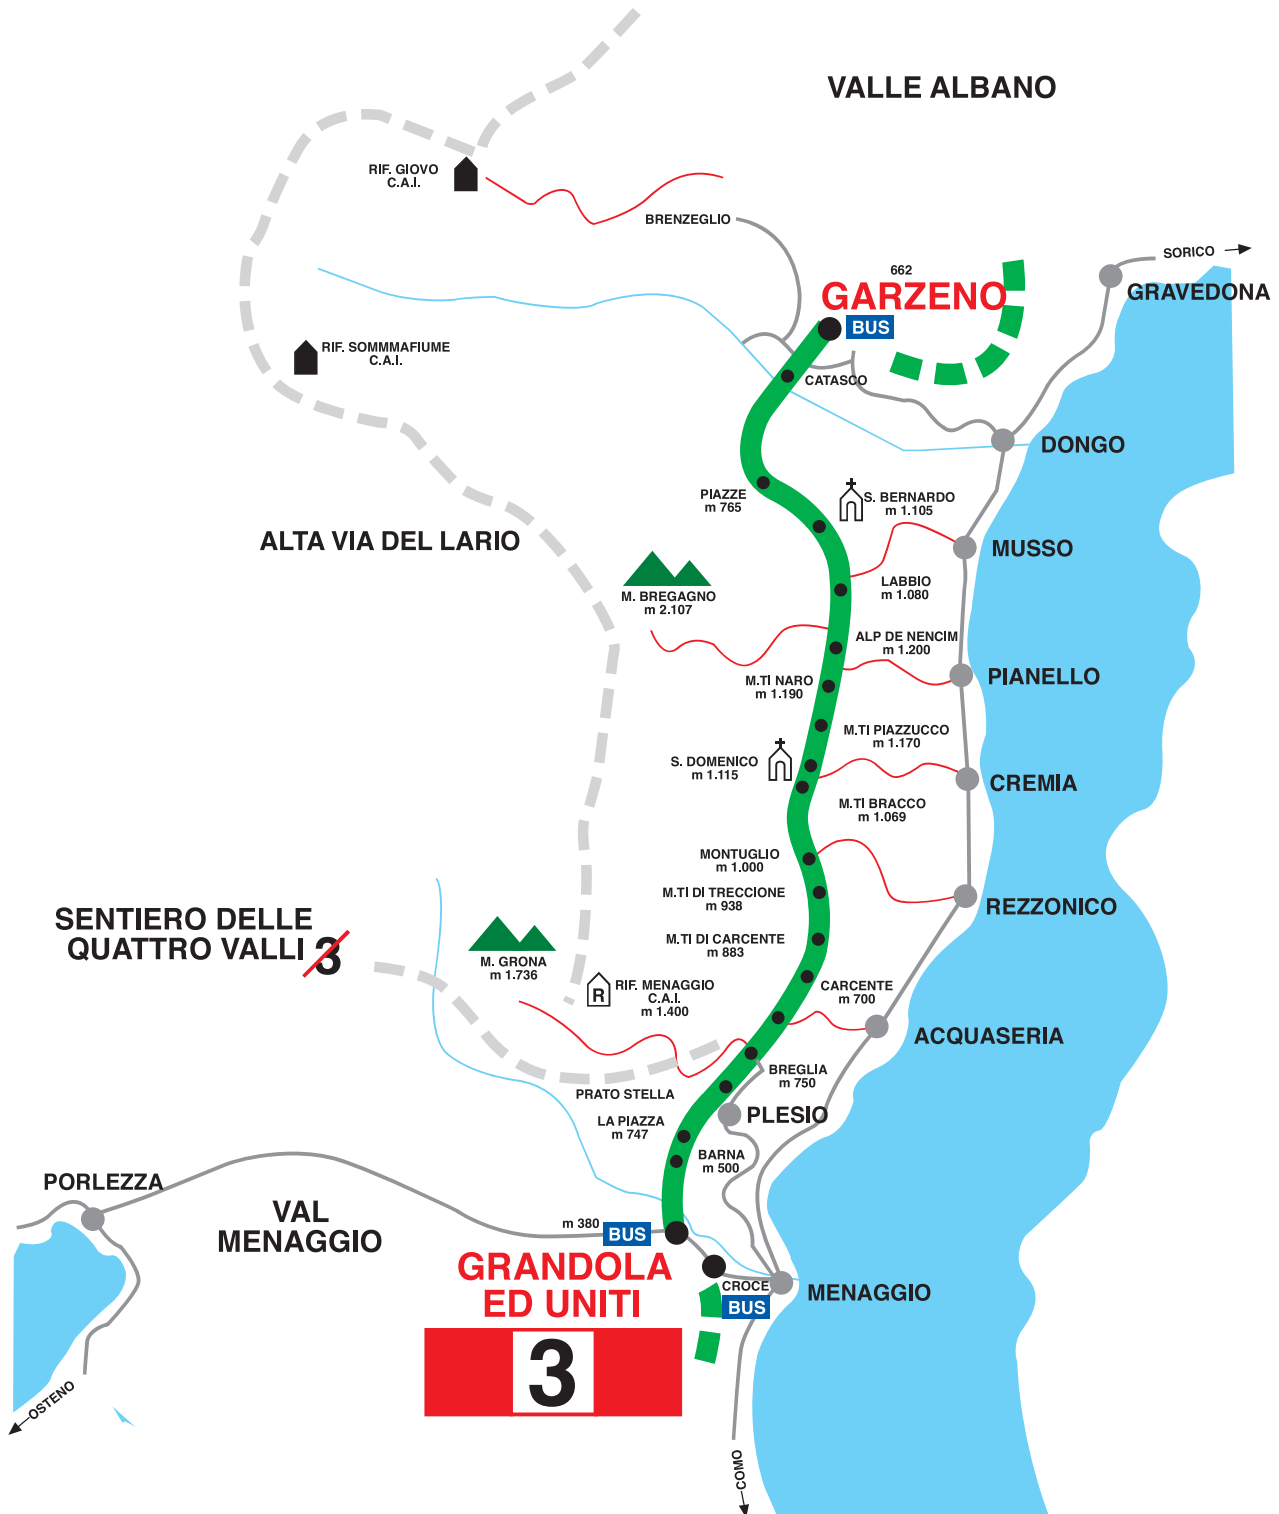 VALLE ALBANO
RIF. GIOVO
C.A.I.
BRENZEGLIO
SORICO
662
GARZENO
GRAVEDONA
BUS
RIF. SOMMMAFIUME
C.A.I.
CATASCO
DONGO
PIAZZE
m 765
S. BERNARDO
m 1.105
ALTA VIA DEL LARIO
MUSSO
M. BREGAGNO
m 2.107
LABBIO
m 1.080
ALP DE NENCIM
m 1.200
M.TI NARO
m 1.190
PIANELLO
M.TI PIAZZUCCO
m 1.170
S. DOMENICO
m 1.115
CREMIA
M.TI BRACCO
m 1.069
MONTUGLIO
m 1.000
M.TI DI TRECCIONE
m 938
REZZONICO
SENTIERO DELLE
QUATTRO VALLI 3
M.TI DI CARCENTE
m 883
M. GRONA
m 1.736
R
RIF. MENAGGIO
C.A.I.
m 1.400
CARCENTE
m 700
ACQUASERIA
BREGLIA
m 750
PRATO STELLA
PLESIO
LA PIAZZA
m 747
BARNA
m 500
PORLEZZA
VAL
MENAGGIO
m 380
BUS
GRANDOLA
ED UNITI
CROCE
BUS
MENAGGIO
3
OSTENO
COMO